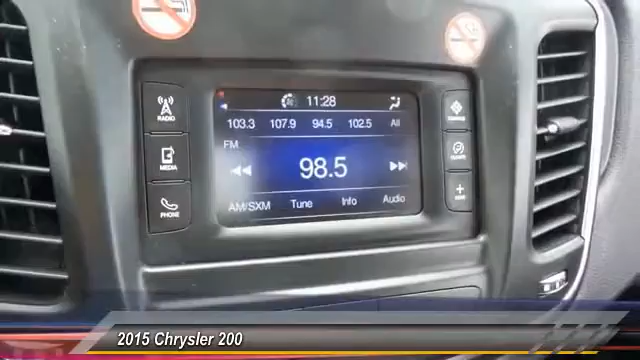 11:28
103.3 107.9 94.5 102.5 All
FM
98.5
AM/SXM Tune Info Audio
RADIO
MEDIA
PHONE
CLIMATE
2015 Chrysler 200